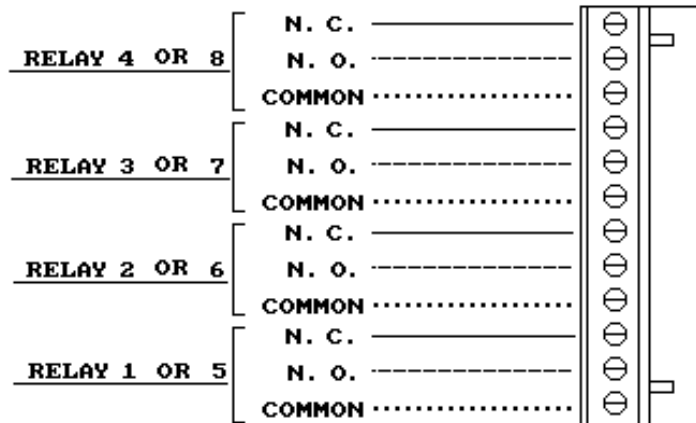 N. C.
RELAY 4 OR 8 N. O.
COMMON
N. C.
RELAY 3 OR 7 N. O.
COMMON
N. C.
RELAY 2 OR 6 N. O.
COMMON
N. C.
RELAY 1 OR 5 N. O.
COMMON